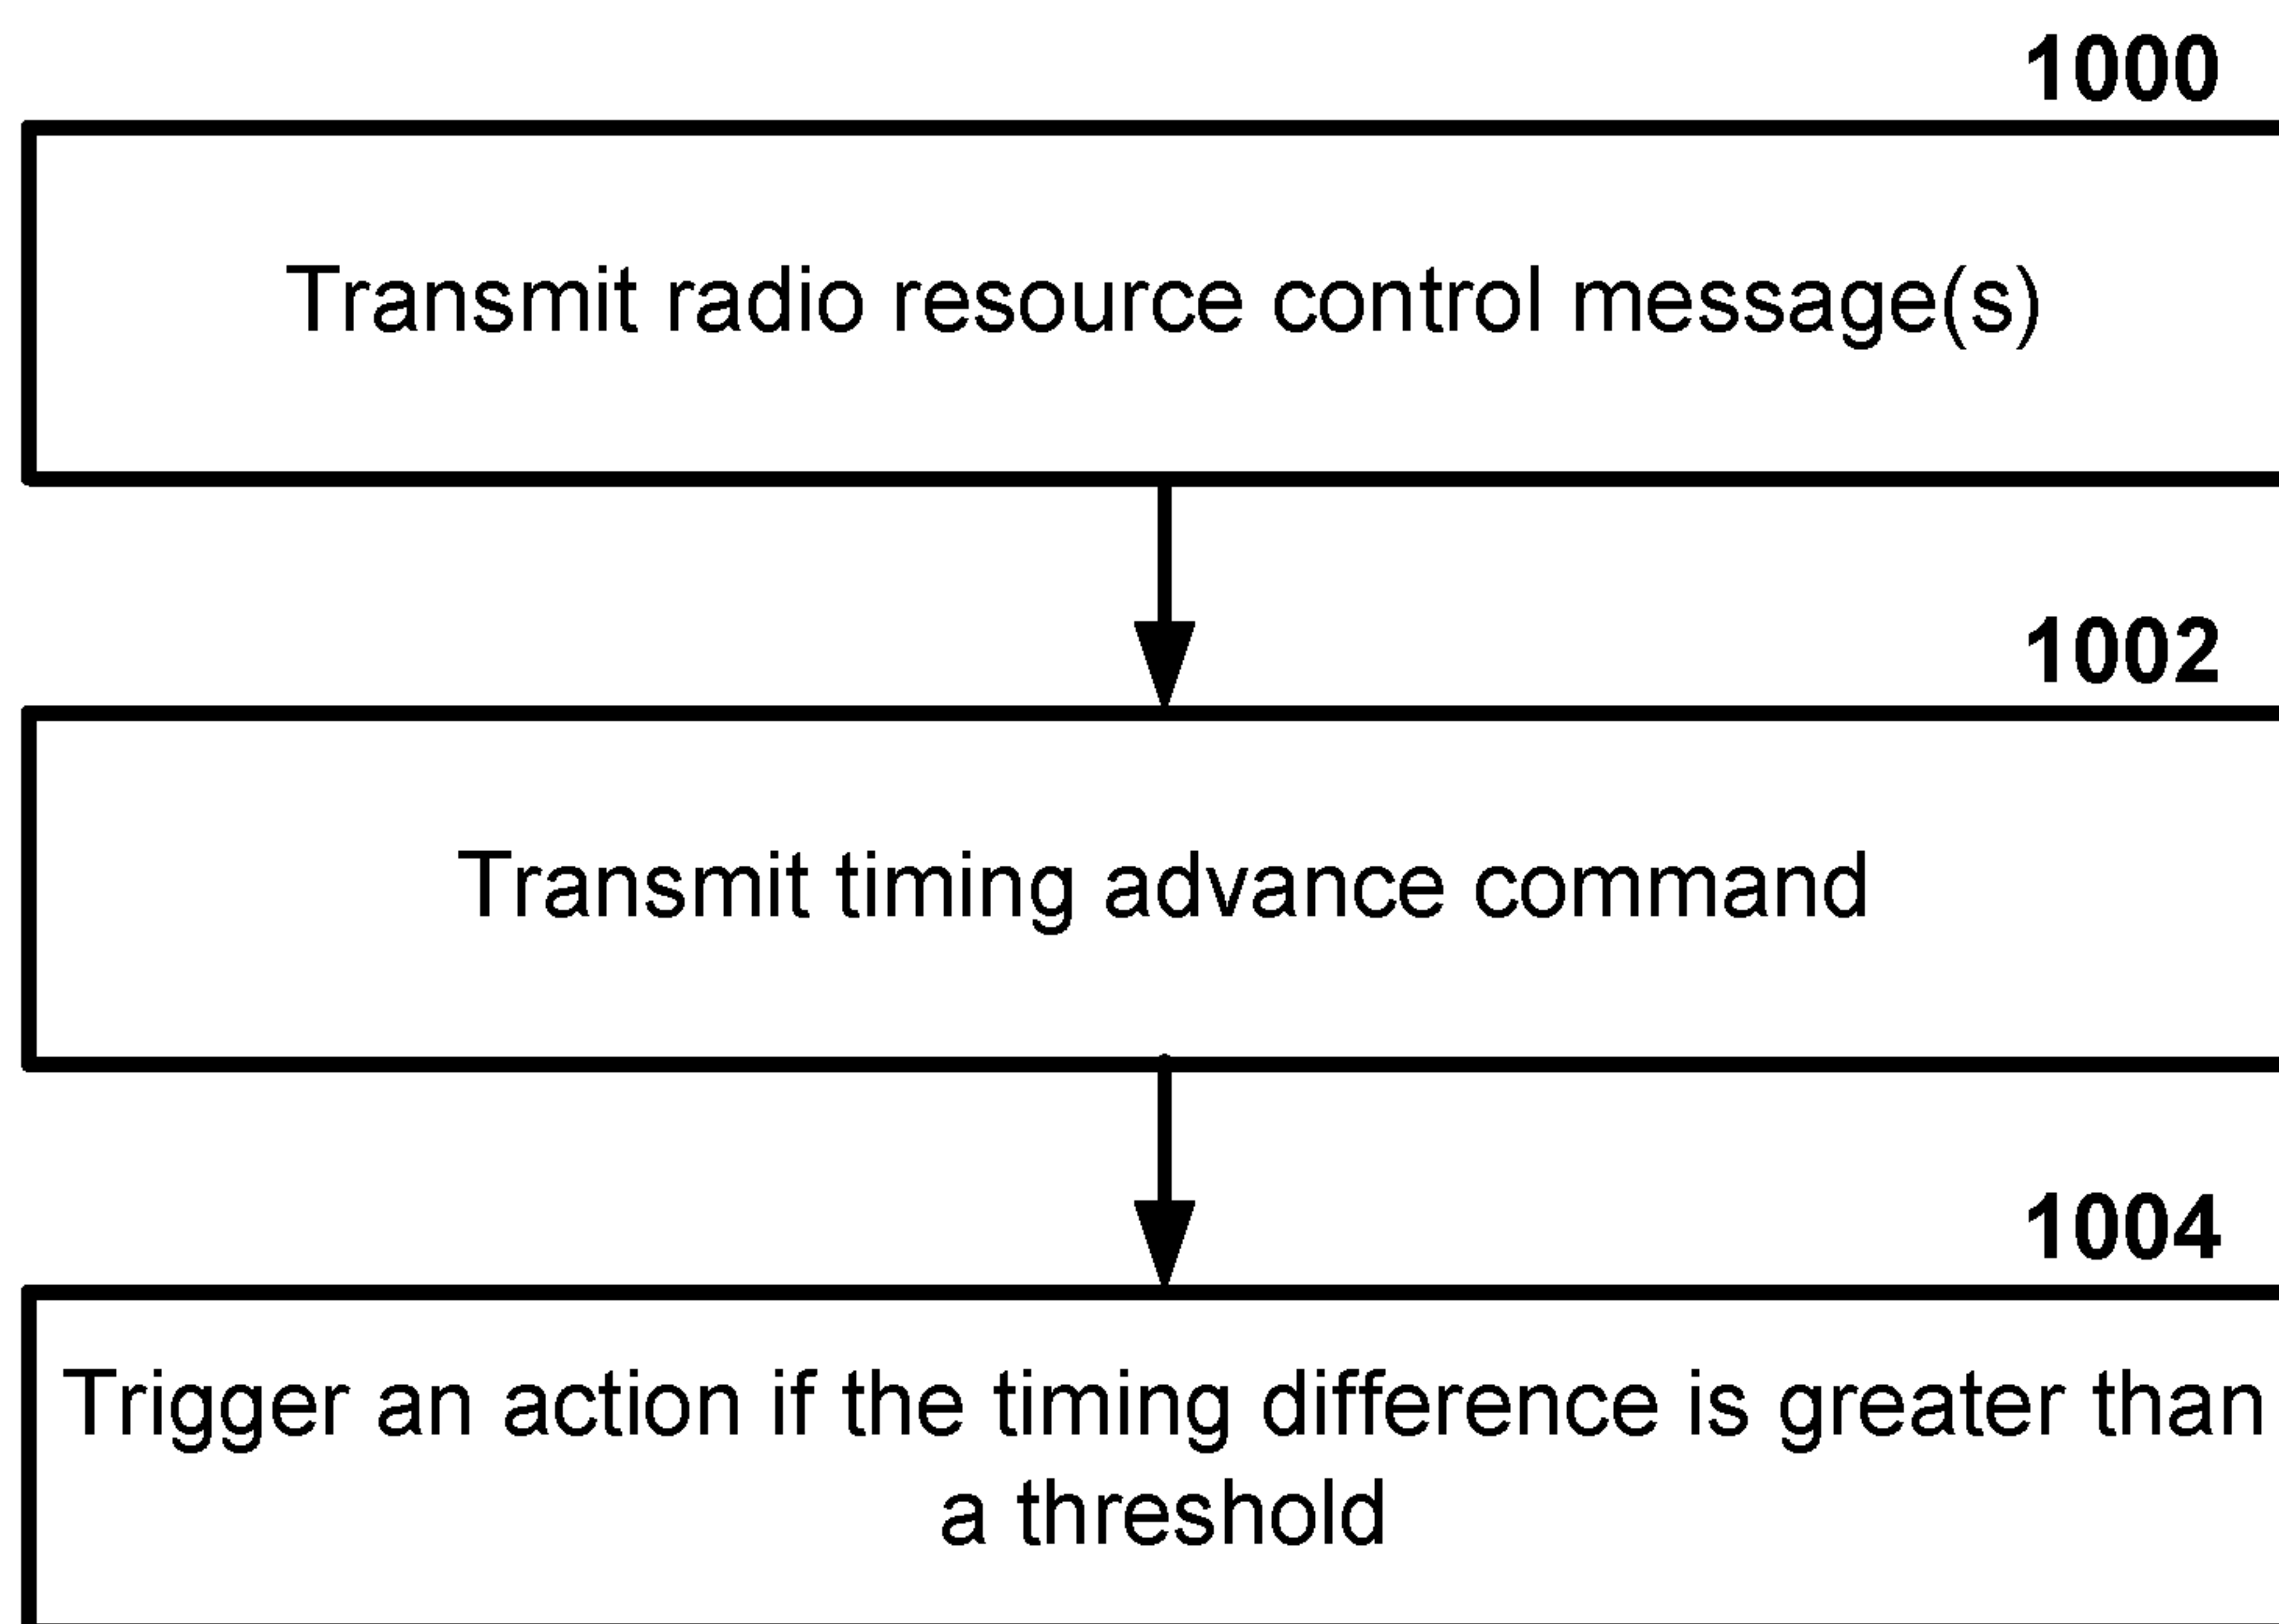 1000
Transmit radio resource control message(s)
1002
Transmit timing advance command
1004
Trigger an action if the timing difference is greater than
a threshold